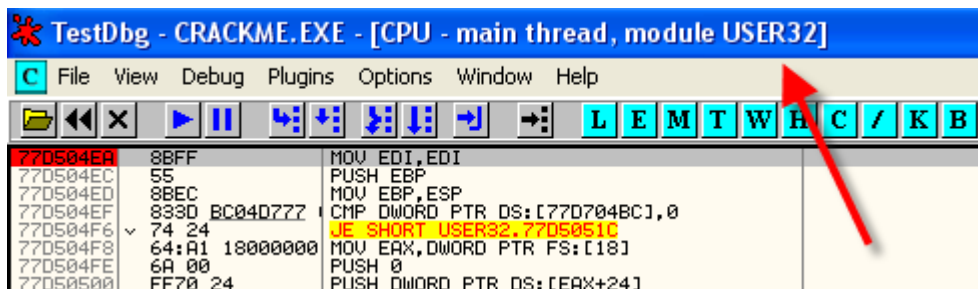 TestDbg - CRACKME.EXE - [CPU - main thread, module USER32]
C File View Debug Plugins Options Window Help
L E M T W H C / K B
77D504EA 8BFF MOV EDI,EDI
77D504EC 55 PUSH EBP
77D504ED 8BEC MOV EBP,ESP
77D504EF 833D BC04D777 CMP DWORD PTR DS:[77D704BC],0
77D504F6 74 24 JE SHORT USER32.77D5051C
77D504F8 64:A1 18000000 MOV EAX,DWORD PTR FS:[18]
77D504FE 6A 00 PUSH 0
77D50500 FF70 24 PUSH DWORD PTR DS:[EAX+24]